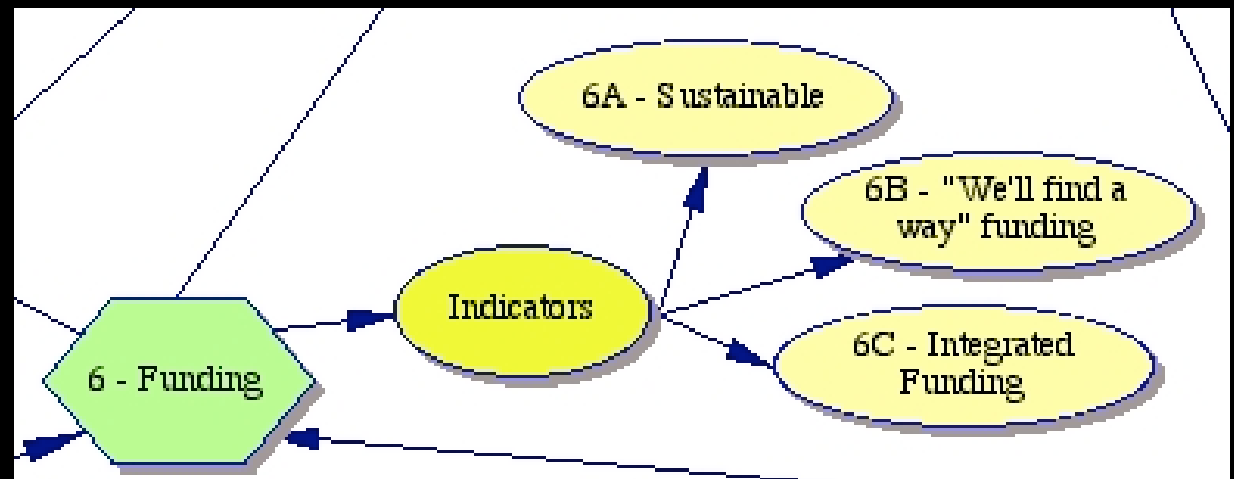 6A - Sustainable
6B - "We'll find a
way" funding
Indicators
6C - Integrated
Funding
6 - Funding